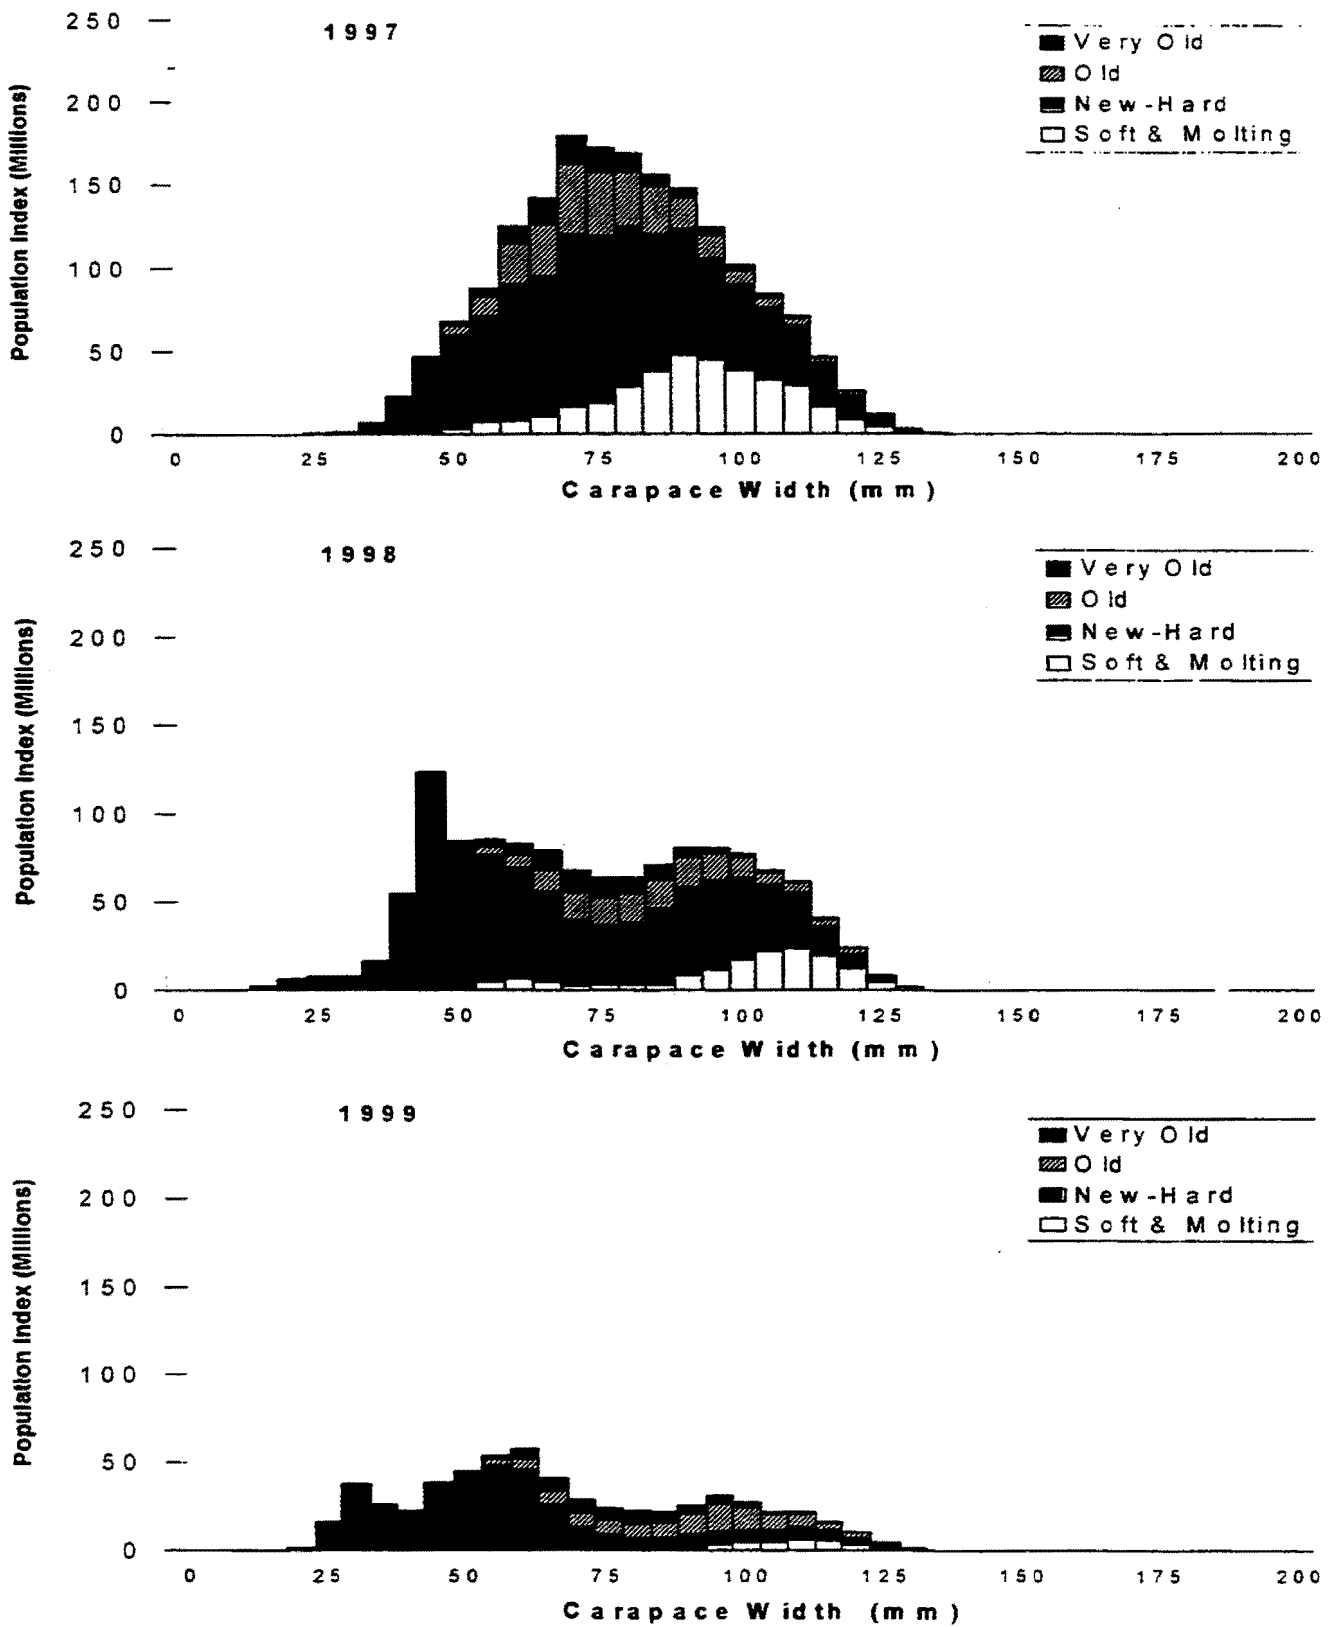 1997
Very Old
Old
New-Hard
Soft & Molting
Population Index (Millions)
250
200
150
100
50
0
0 25 50 75 100 125 150 175 200
Carapace Width (mm)
1998
Very Old
Old
New-Hard
Soft & Molting
Population Index (Millions)
250
200
150
100
50
0
0 25 50 75 100 125 150 175 200
Carapace Width (mm)
1999
Very Old
Old
New-Hard
Soft & Molting
Population Index (Millions)
250
200
150
100
50
0
0 25 50 75 100 125 150 175 200
Carapace Width (mm)